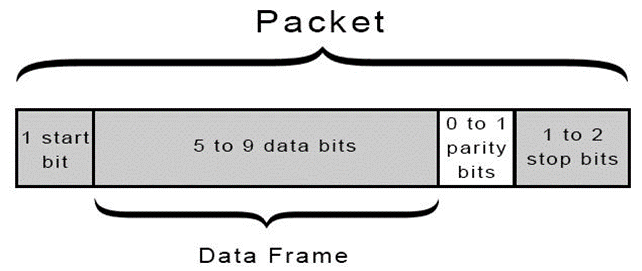 Packet
1 start
bit
5 to 9 data bits
0 to 1
parity
bits
1 to 2
stop bits
Data Frame